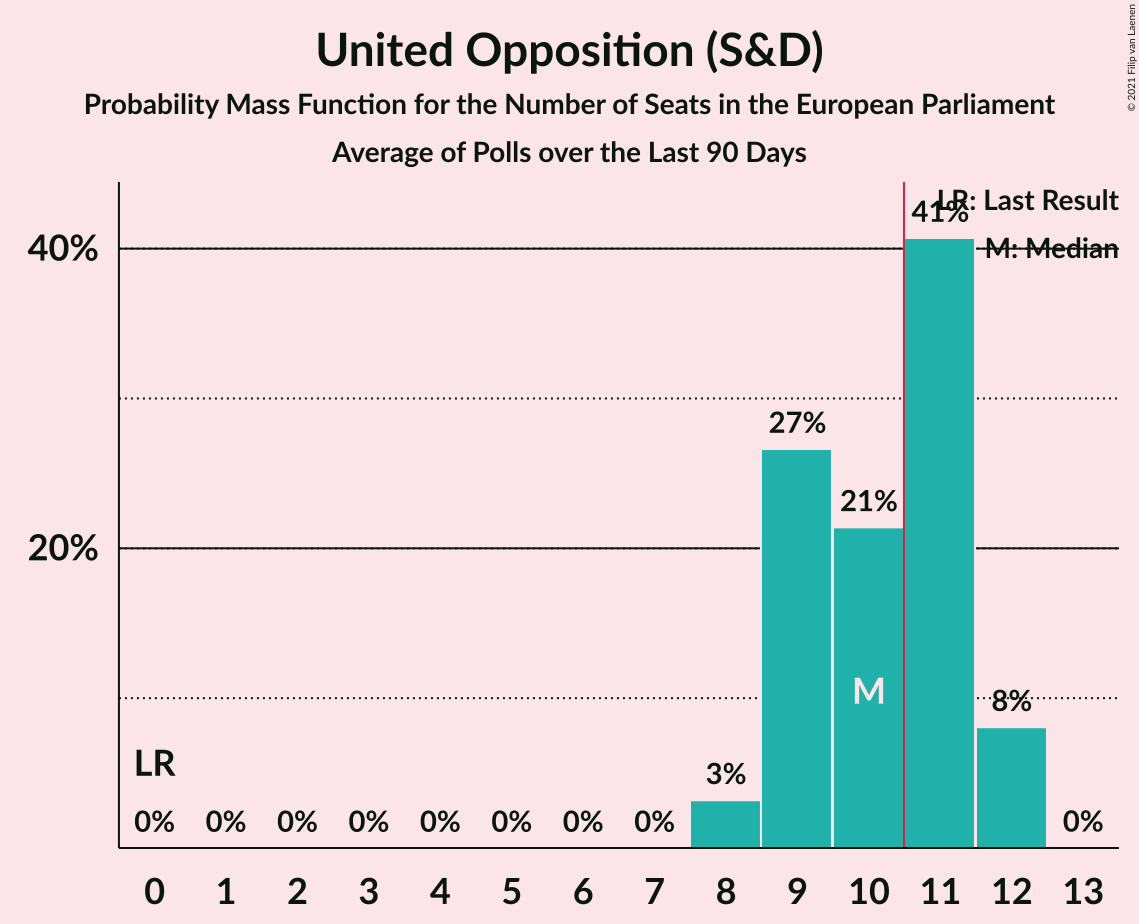 United Opposition (S&D)
Probability Mass Function for the Number of Seats in the European Parliament
Average of Polls over the Last 90 Days
© 2021 Filip van Laenen
LR: Last Result
M: Median
41%
40%
27%
21%
20%
M
8%
LR
3%
0% 0% 0% 0% 0% 0% 0% 0% 0%
0 1 2 3 4 5 6 7 8 9 10 11 12 13